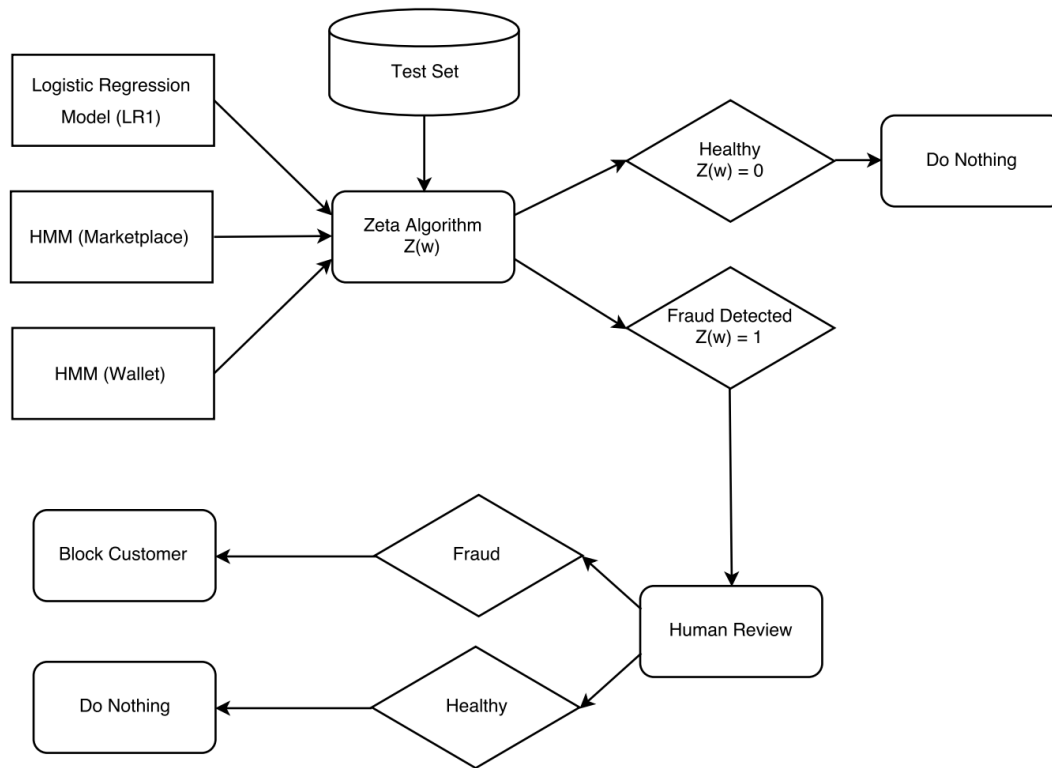 Logistic Regression
Model (LR1)
Test Set
Healthy
Z(w) = 0
Do Nothing
HMM (Marketplace)
Zeta Algorithm
Z(w)
Fraud Detected
Z(w) = 1
HMM (Wallet)
Block Customer
Fraud
Human Review
Do Nothing
Healthy